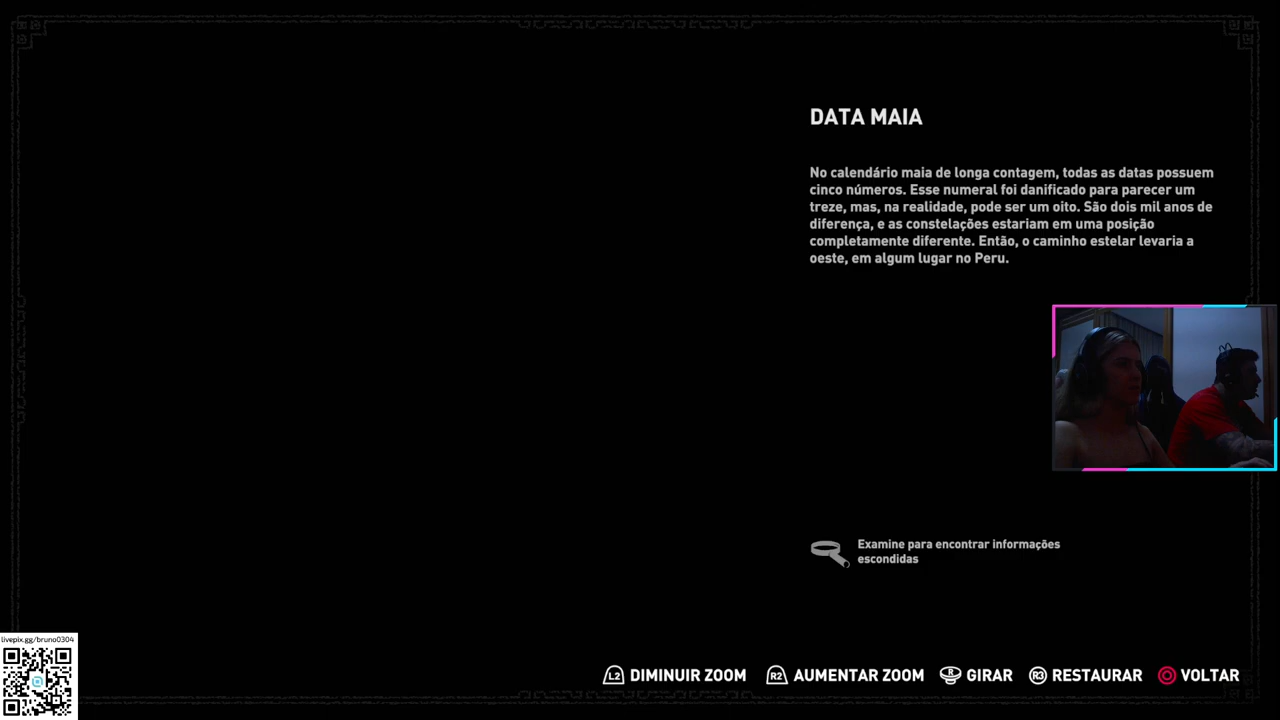 DATA MAIA
No calendário maia de longa contagem, todas as datas possuem
cinco números. Esse numeral foi danificado para parecer um
treze, mas, na realidade, pode ser um oito. São dois mil anos de
diferença, e as constelações estariam em uma posição
completamente diferente. Então, o caminho estelar levaria a
oeste, em algum lugar no Peru.
Examine para encontrar informações
escondidas
livepix.gg/bruno0304
L2 DIMINUIR ZOOM R2 AUMENTAR ZOOM R GIRAR R3 RESTAURAR VOLTAR